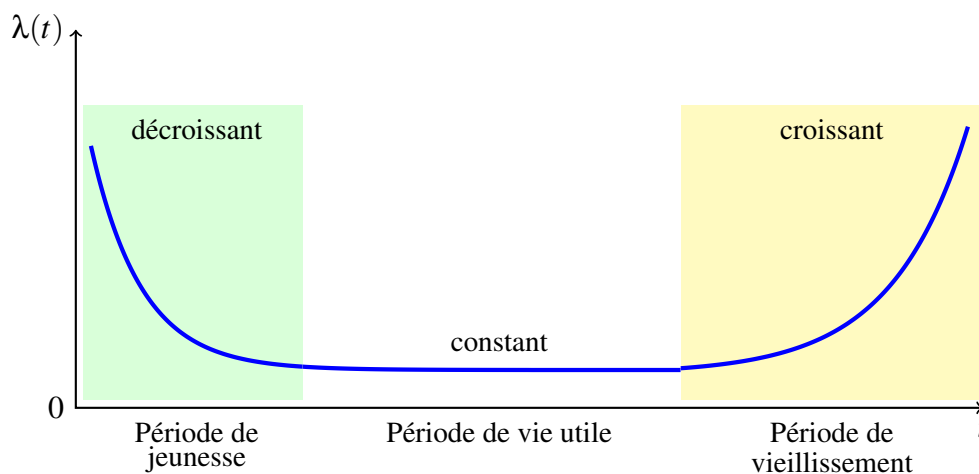 λ(t)
décroissant
croissant
constant
0
Période de
jeunesse
Période de vie utile
Période de
vieillissement